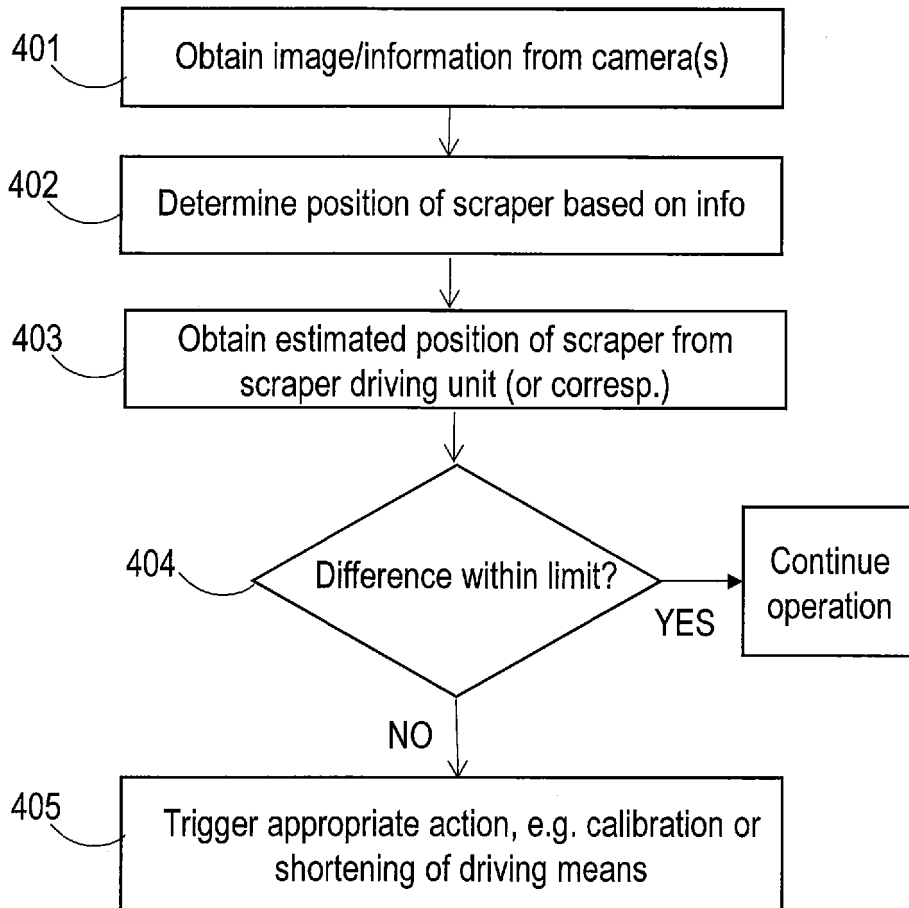 401
Obtain image/information from camera(s)
402
Determine position of scraper based on info
403
Obtain estimated position of scraper from
scraper driving unit (or corresp.)
404
Difference within limit?
YES
Continue
operation
NO
405
Trigger appropriate action, e.g. calibration or
shortening of driving means